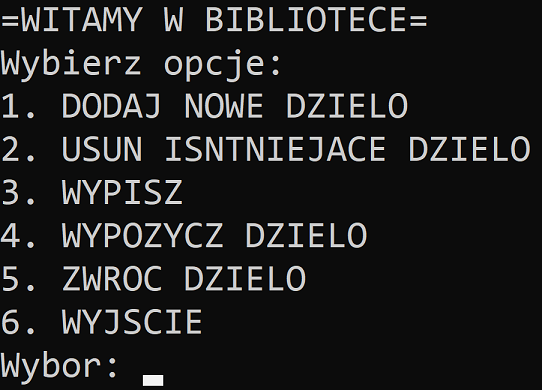 =WITAMY W BIBLIOTECE=
Wybierz opcje:
1. DODAJ NOWE DZIELO
2. USUN ISNTNIEJACE DZIELO
3. WYPISZ
4. WYPOZYCZ DZIELO
5. ZWROC DZIELO
6. WYJSCIE
Wybor: